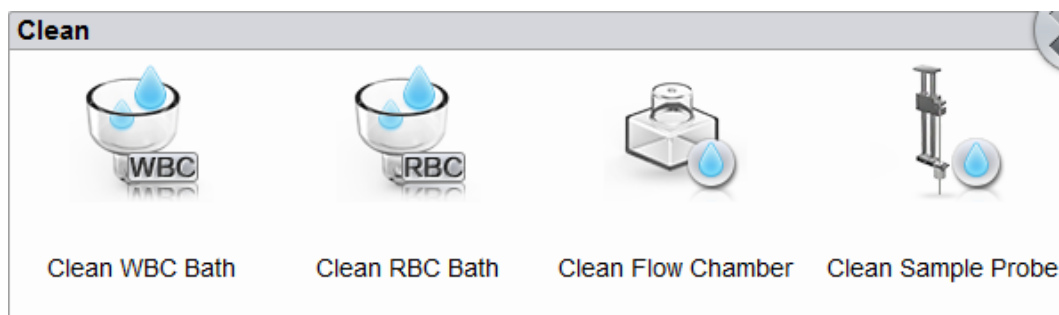 Clean
WBC
RBC
Clean WBC Bath
Clean RBC Bath
Clean Flow Chamber
Clean Sample Probe